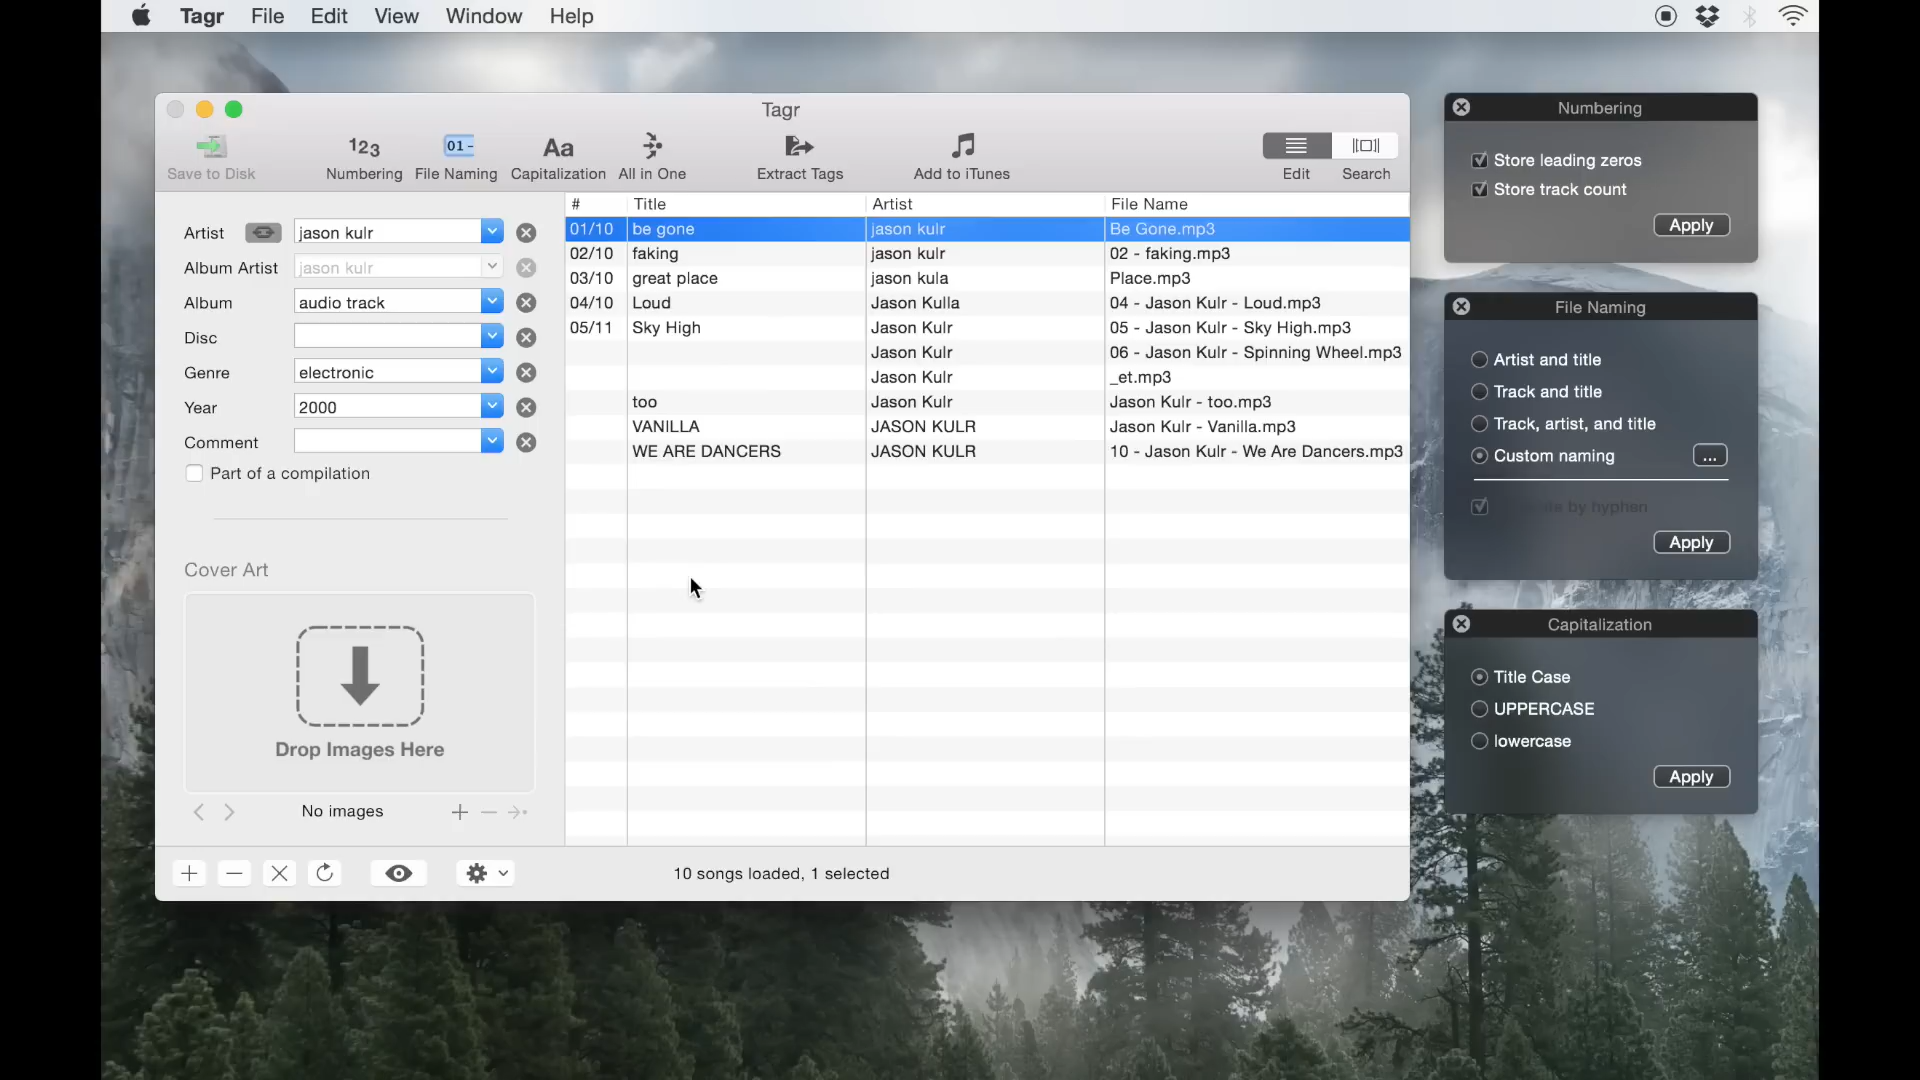 Tagr File Edit View Window Help
Tagr
Save to Disk
123
Numbering
01 -
File Naming
Aa
Capitalization
All in One
Extract Tags
Add to iTunes
Edit
Search
Artist jason kulr
Album Artist jason kulr
Album audio track
Disc
Genre electronic
Year 2000
Comment
Part of a compilation
Cover Art
Drop Images Here
No images
# Title Artist File Name
01/10 be gone jason kulr Be Gone.mp3
02/10 faking jason kulr 02 - faking.mp3
03/10 great place jason kula Place.mp3
04/10 Loud Jason Kulla 04 - Jason Kulr - Loud.mp3
05/11 Sky High Jason Kulr 05 - Jason Kulr - Sky High.mp3
Jason Kulr 06 - Jason Kulr - Spinning Wheel.mp3
Jason Kulr _et.mp3
too Jason Kulr Jason Kulr - too.mp3
VANILLA JASON KULR Jason Kulr - Vanilla.mp3
WE ARE DANCERS JASON KULR 10 - Jason Kulr - We Are Dancers.mp3
10 songs loaded, 1 selected
Numbering
Store leading zeros
Store track count
Apply
File Naming
Artist and title
Track and title
Track, artist, and title
Custom naming ...
by hyphen
Apply
Capitalization
Title Case
UPPERCASE
lowercase
Apply